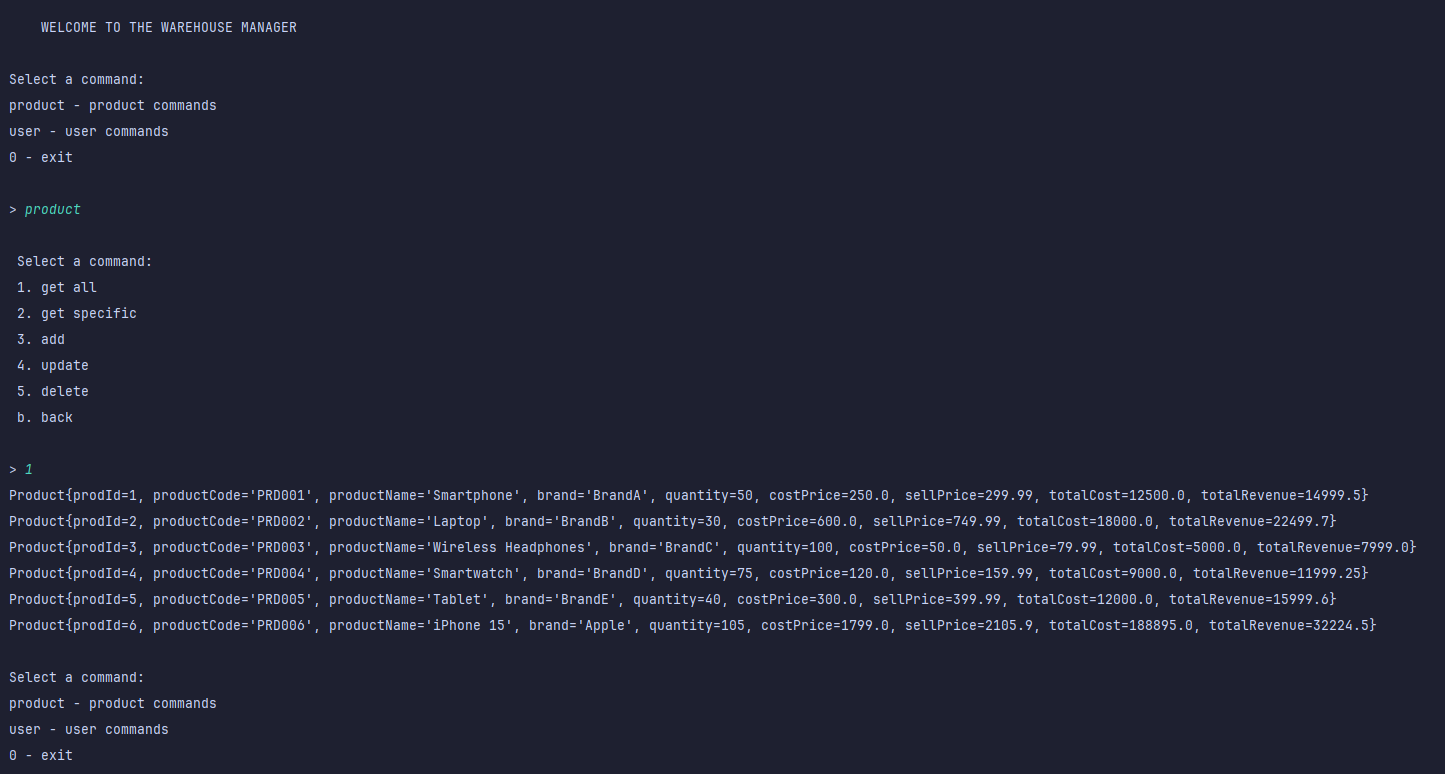 WELCOME TO THE WAREHOUSE MANAGER
Select a command:
product - product commands
user - user commands
0 - exit
> product
Select a command:
1. get all
2. get specific
3. add
4. update
5. delete
b. back
> 1
Product{prodId=1, productCode='PRD001', productName='Smartphone', brand='BrandA', quantity=50, costPrice=250.0, sellPrice=299.99, totalCost=12500.0, totalRevenue=14999.5}
Product{prodId=2, productCode='PRD002', productName='Laptop', brand='BrandB', quantity=30, costPrice=600.0, sellPrice=749.99, totalCost=18000.0, totalRevenue=22499.7}
Product{prodId=3, productCode='PRD003', productName='Wireless Headphones', brand='BrandC', quantity=100, costPrice=50.0, sellPrice=79.99, totalCost=5000.0, totalRevenue=7999.0}
Product{prodId=4, productCode='PRD004', productName='Smartwatch', brand='BrandD', quantity=75, costPrice=120.0, sellPrice=159.99, totalCost=9000.0, totalRevenue=11999.25}
Product{prodId=5, productCode='PRD005', productName='Tablet', brand='BrandE', quantity=40, costPrice=300.0, sellPrice=399.99, totalCost=12000.0, totalRevenue=15999.6}
Product{prodId=6, productCode='PRD006', productName='iPhone 15', brand='Apple', quantity=105, costPrice=1799.0, sellPrice=2105.9, totalCost=188895.0, totalRevenue=32224.5}
Select a command:
product - product commands
user - user commands
0 - exit